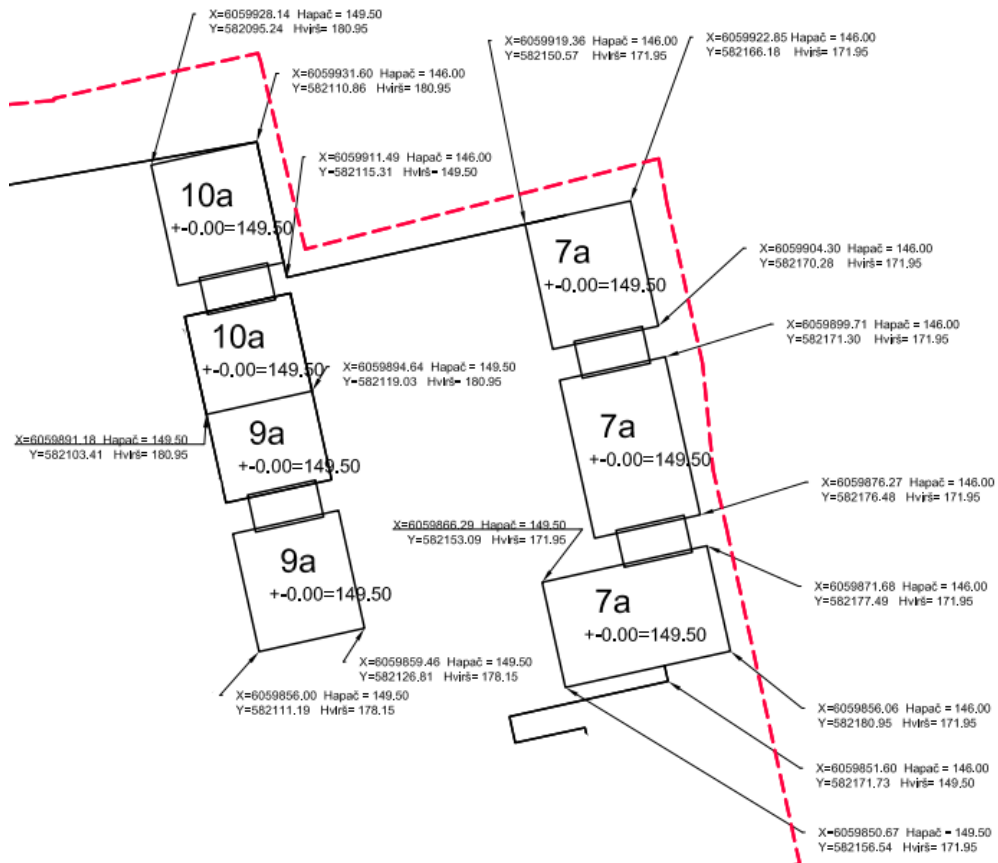 X=6059928.14 Hapač = 149.50
Y=582095.24 Hvirš= 180.95
X=6059931.60 Hapač = 146.00
Y=582110.86 Hvirš= 180.95
X=6059911.49 Hapač = 146.00
Y=582115.31 Hvirš= 149.50
X=6059919.36 Hapač = 146.00
Y=582150.57 Hvirš= 171.95
X=6059922.85 Hapač = 146.00
Y=582166.18 Hvirš= 171.95
10a
+-0.00=149.50
7a
+-0.00=149.50
X=6059904.30 Hapač = 146.00
Y=582170.28 Hvirš= 171.95
X=6059899.71 Hapač = 146.00
Y=582171.30 Hvirš= 171.95
10a
+-0.00=149.50
X=6059894.64 Hapač = 149.50
Y=582119.03 Hvirš= 180.95
X=6059891.18 Hapač = 149.50
Y=582103.41 Hvirš= 180.95
9a
+-0.00=149.50
7a
+-0.00=149.50
X=6059876.27 Hapač = 146.00
Y=582176.48 Hvirš= 171.95
X=6059866.29 Hapač = 149.50
Y=582153.09 Hvirš= 171.95
9a
+-0.00=149.50
7a
+-0.00=149.50
X=6059871.68 Hapač = 146.00
Y=582177.49 Hvirš= 171.95
X=6059859.46 Hapač = 149.50
Y=582126.81 Hvirš= 178.15
X=6059856.00 Hapač = 149.50
Y=582111.19 Hvirš= 178.15
X=6059856.06 Hapač = 146.00
Y=582180.95 Hvirš= 171.95
X=6059851.60 Hapač = 146.00
Y=582171.73 Hvirš= 149.50
X=6059850.67 Hapač = 149.50
Y=582156.54 Hvirš= 171.95